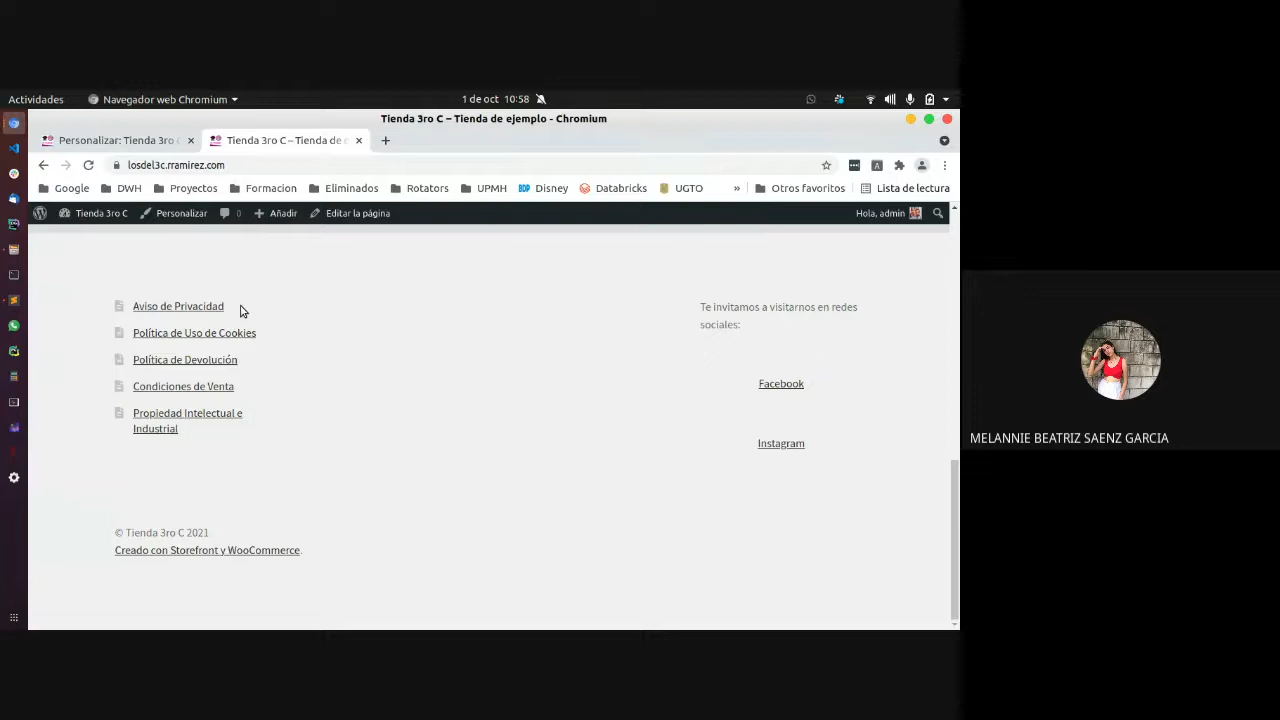 Actividades
Navegador web Chromium
1 de oct 10:58
Tienda 3ro C – Tienda de ejemplo - Chromium
Personalizar: Tienda 3ro
Tienda 3ro C – Tienda de e
losdel3c.rramirez.com
Google
DWH
Proyectos
Formacion
Eliminados
Rotators
UPMH
Disney
Databricks
UGTO
»
Otros favoritos
Lista de lectura
Tienda 3ro C
Personalizar
0
Añadir
Editar la página
Hola, admin
Aviso de Privacidad
Política de Uso de Cookies
Política de Devolución
Condiciones de Venta
Propiedad Intelectual e
Industrial
Te invitamos a visitarnos en redes
sociales:
Facebook
Instagram
© Tienda 3ro C 2021
Creado con Storefront y WooCommerce.
MELANNIE BEATRIZ SAENZ GARCIA